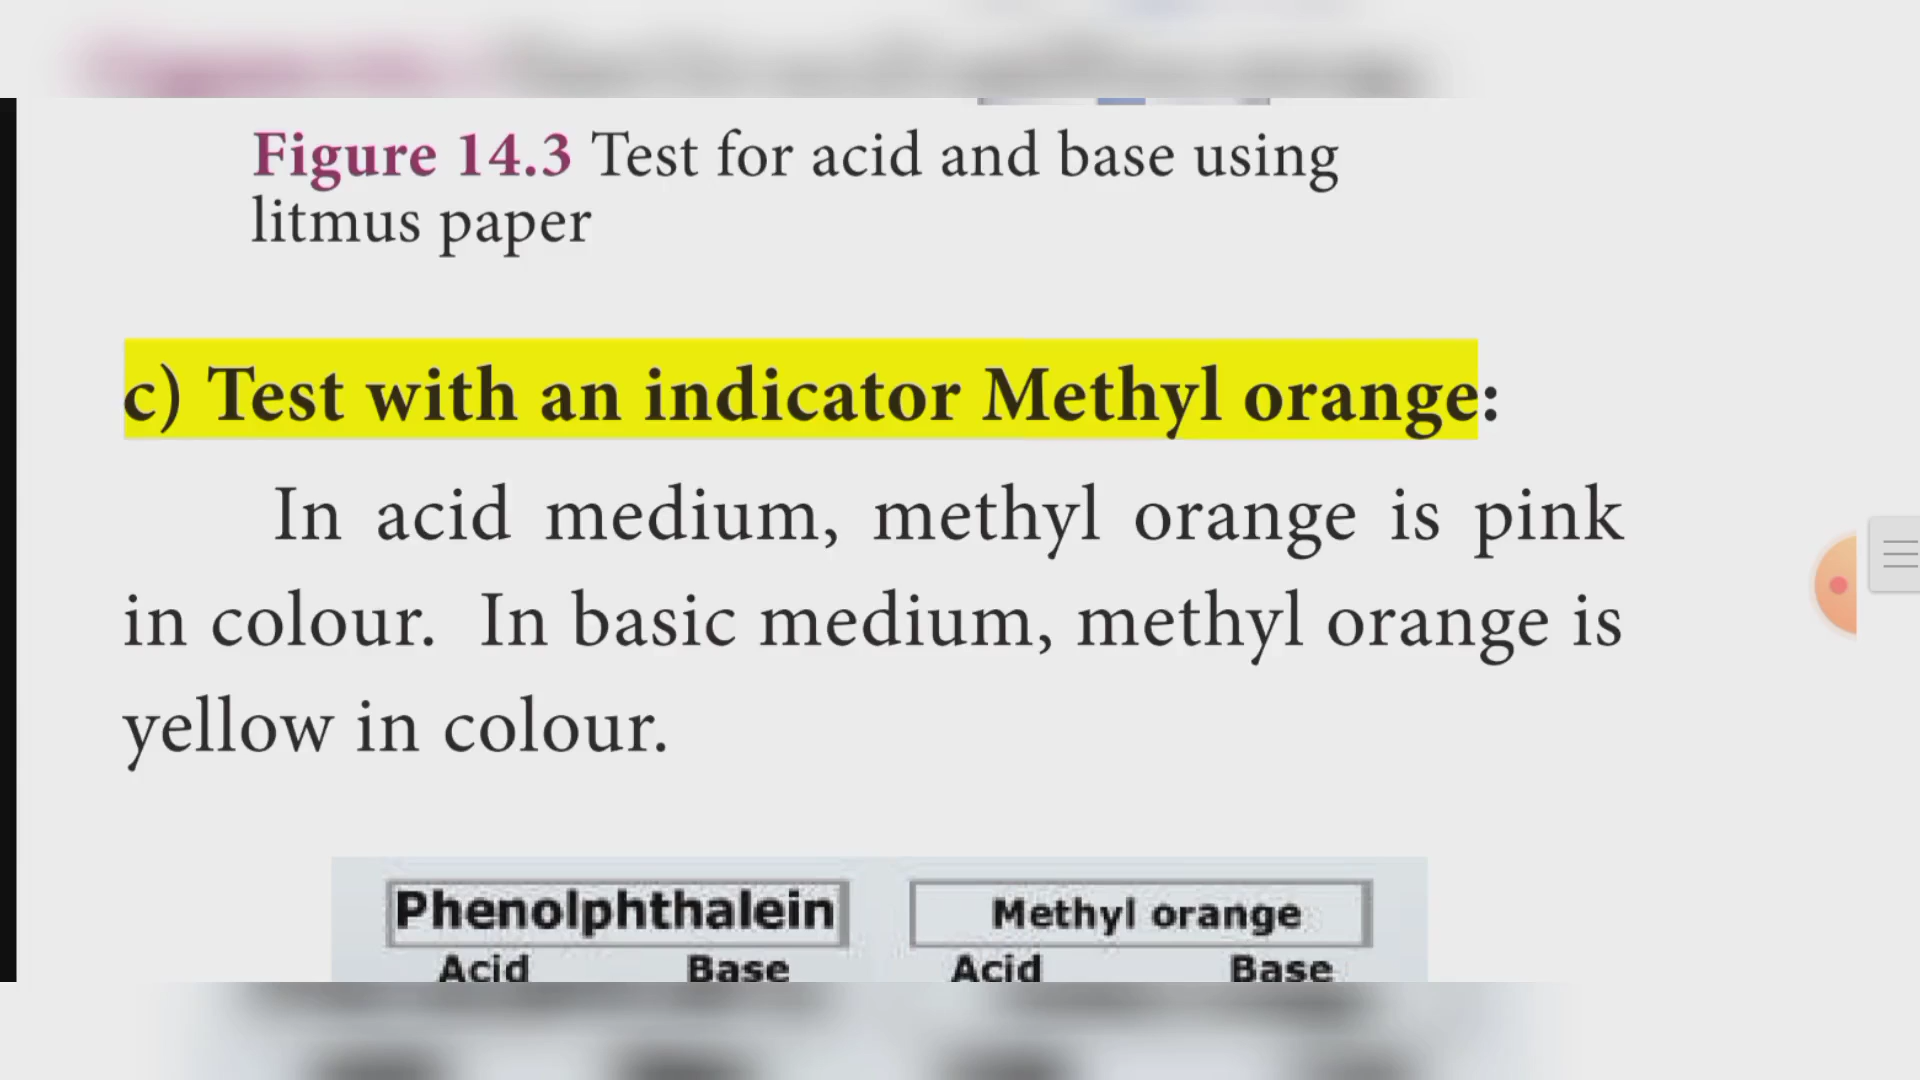 Figure 14.3 Test for acid and base using
litmus paper
c) Test with an indicator Methyl orange:
In acid medium, methyl orange is pink
in colour. In basic medium, methyl orange is
yellow in colour.
Phenolphthalein Methyl orange
Acid Base Acid Base